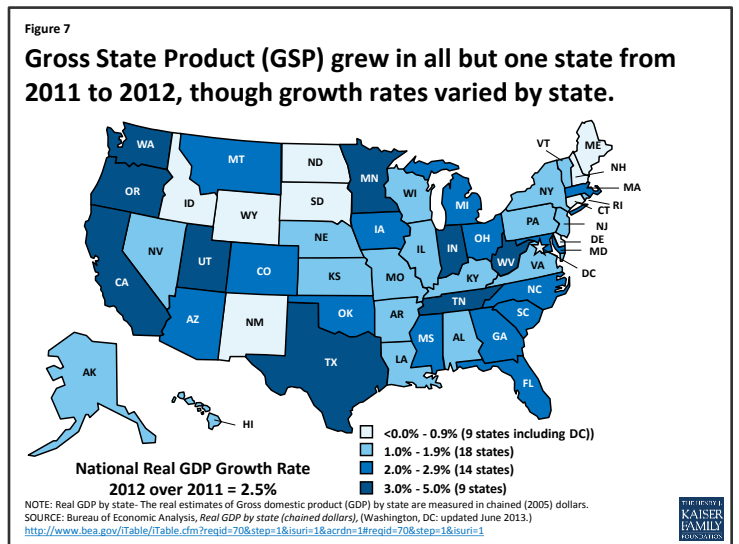 Figure 7
Gross State Product (GSP) grew in all but one state from
2011 to 2012, though growth rates varied by state.
WA
MT
ND
MN
VT
ME
NH
OR
ID
SD
WI
NY
MA
WY
MI
RI
CT
IA
PA
NJ
NV
NE
IL
IN
OH
DE
MD
UT
CO
WV
VA
DC
CA
KS
MO
KY
NC
TN
AZ
NM
OK
AR
SC
MS
AL
GA
TX
LA
AK
FL
HI
<0.0% - 0.9% (9 states including DC))
1.0% - 1.9% (18 states)
2.0% - 2.9% (14 states)
3.0% - 5.0% (9 states)
National Real GDP Growth Rate
2012 over 2011 = 2.5%
NOTE: Real GDP by state- The real estimates of Gross domestic product (GDP) by state are measured in chained (2005) dollars.
SOURCE: Bureau of Economic Analysis, Real GDP by state (chained dollars), (Washington, DC: updated June 2013.)
http://www.bea.gov/iTable/iTable.cfm?reqid=70&step=1&isuri=1&acrdn=1#reqid=70&step=1&isuri=1
THE HENRY J.
KAISER
FAMILY
FOUNDATION